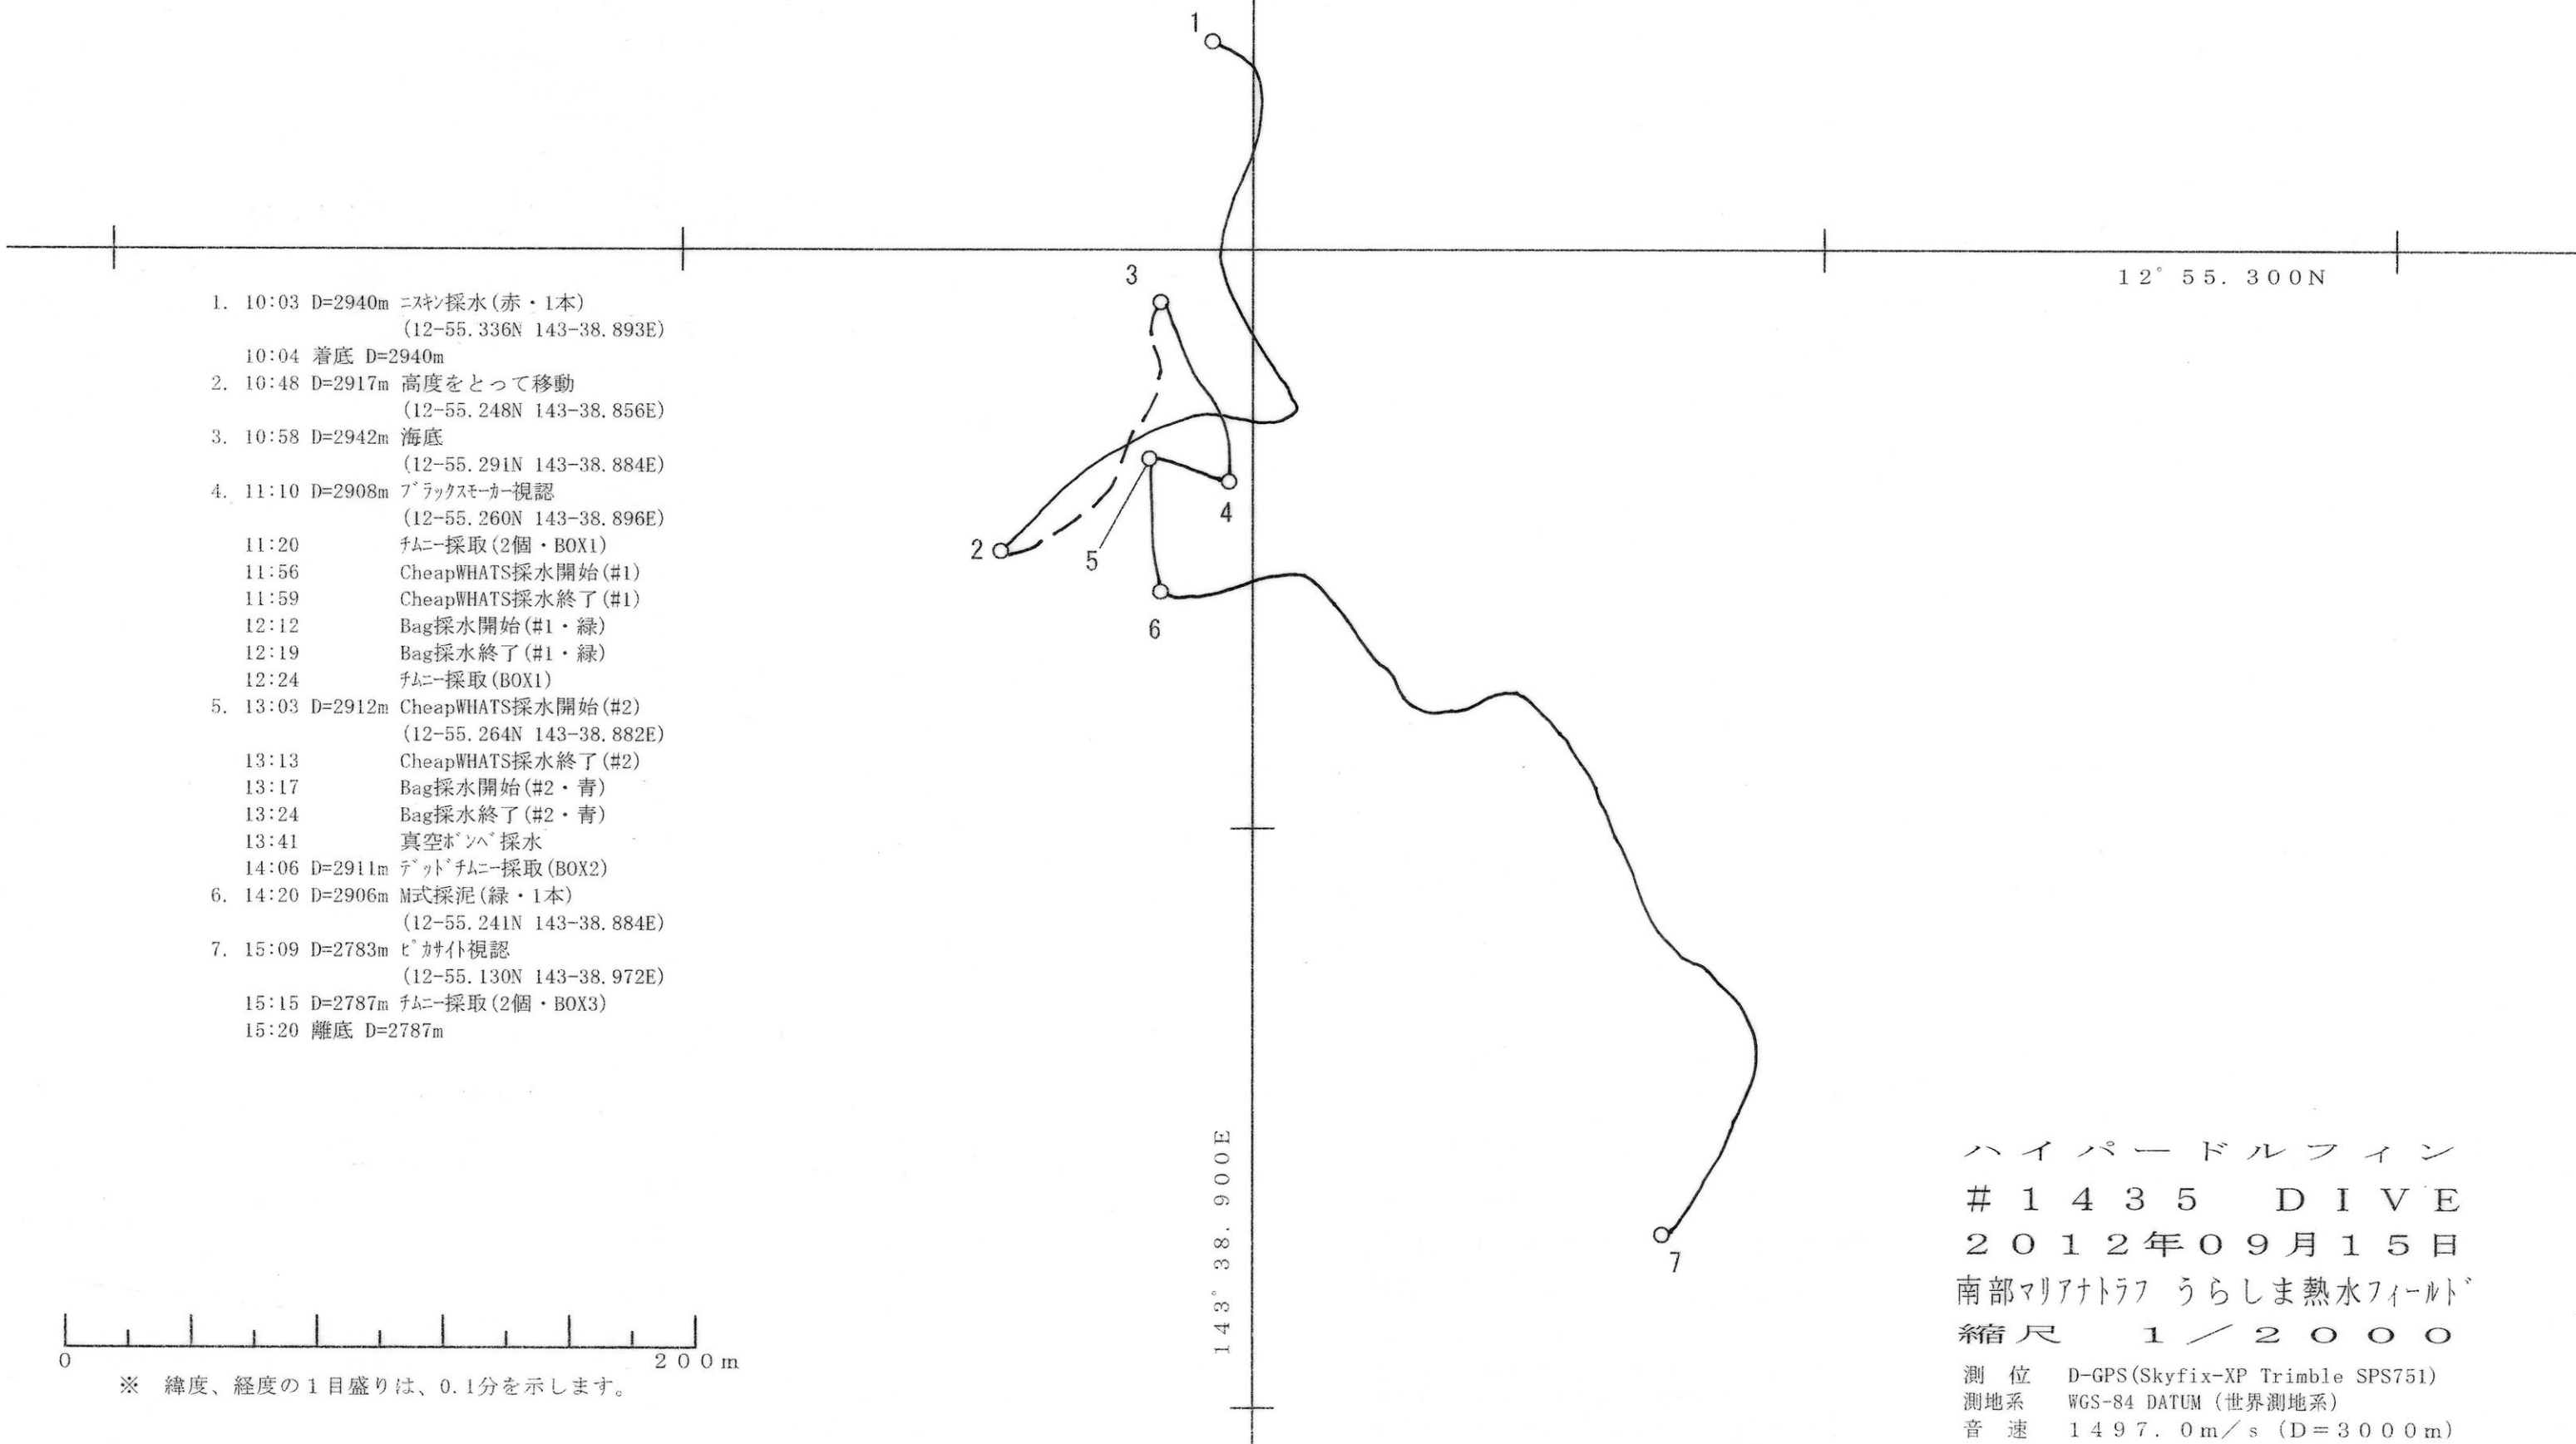 1
12° 55.300N
3
1. 10:03 D=2940m ニスキン採水(赤・1本)
(12-55.336N 143-38.893E)
10:04 着底 D=2940m
2. 10:48 D=2917m 高度をとって移動
(12-55.248N 143-38.856E)
3. 10:58 D=2942m 海底
(12-55.291N 143-38.884E)
4. 11:10 D=2908m ブラックスモーカー視認
(12-55.260N 143-38.896E)
11:20 チムニー採取(2個・BOX1)
11:56 CheapWHATS採水開始(#1)
11:59 CheapWHATS採水終了(#1)
12:12 Bag採水開始(#1・緑)
12:19 Bag採水終了(#1・緑)
12:24 チムニー採取(BOX1)
5. 13:03 D=2912m CheapWHATS採水開始(#2)
(12-55.264N 143-38.882E)
13:13 CheapWHATS採水終了(#2)
13:17 Bag採水開始(#2・青)
13:24 Bag採水終了(#2・青)
13:41 真空ボンベ採水
14:06 D=2911m デッドチムニー採取(BOX2)
6. 14:20 D=2906m M式採泥(緑・1本)
(12-55.241N 143-38.884E)
7. 15:09 D=2783m ピカサイト視認
(12-55.130N 143-38.972E)
15:15 D=2787m チムニー採取(2個・BOX3)
15:20 離底 D=2787m
4
2
5
6
7
143° 38.900E
0 200m
※ 緯度、経度の1目盛りは、0.1分を示します。
ハイパードルフィン
#1435 DIVE
2012年09月15日
南部マリアナトラフ うらしま熱水フィールド
縮尺 1/2000
測 位 D-GPS(Skyfix-XP Trimble SPS751)
測地系 WGS-84 DATUM (世界測地系)
音 速 1497.0m/s (D=3000m)